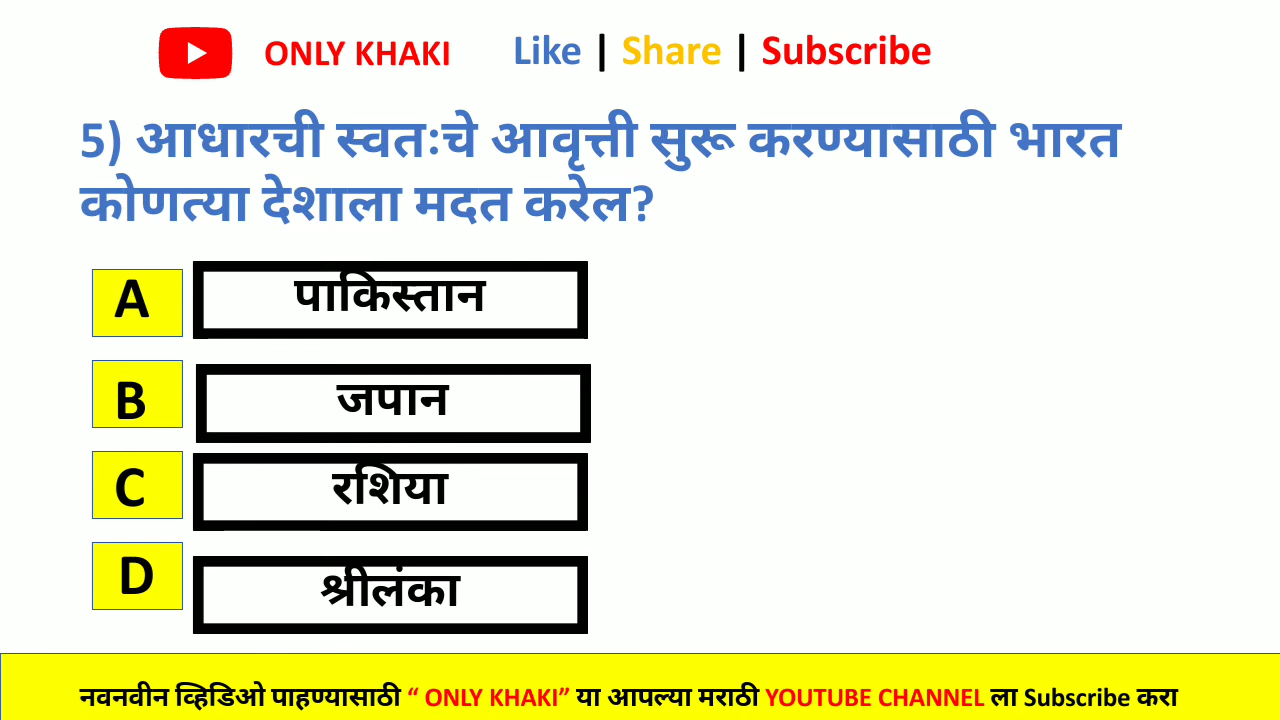 ONLY KHAKI Like | Share | Subscribe
5) आधारची स्वतःचे आवृत्ती सुरू करण्यासाठी भारत
कोणत्या देशाला मदत करेल?
A पाकिस्तान
B जपान
C रशिया
D श्रीलंका
नवनवीन व्हिडिओ पाहण्यासाठी “ ONLY KHAKI” या आपल्या मराठी YOUTUBE CHANNEL ला Subscribe करा